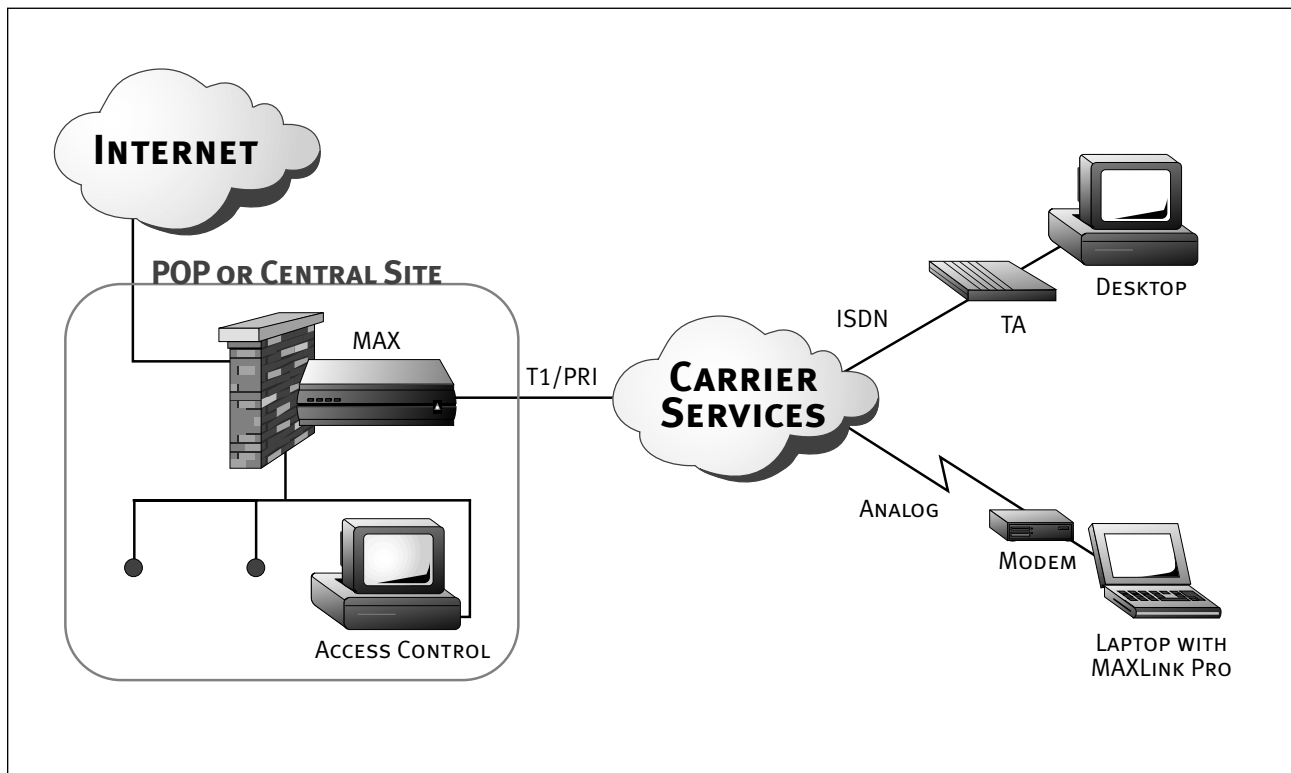 INTERNET
POP OR CENTRAL SITE
MAX
T1/PRI
CARRIER
SERVICES
ISDN
TA
DESKTOP
ANALOG
MODEM
LAPTOP WITH
MAXLINK PRO
ACCESS CONTROL